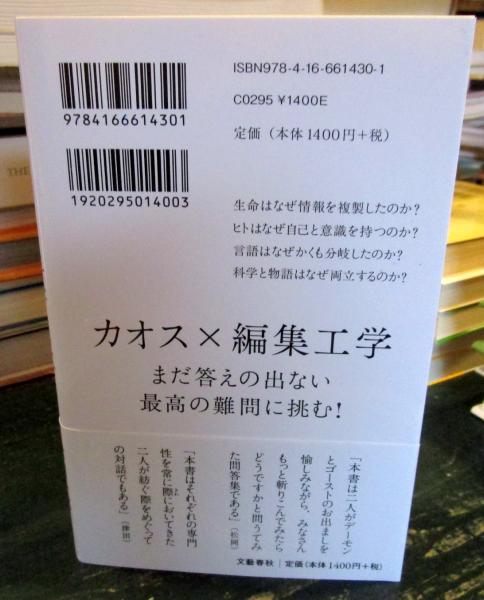 ISBN978-4-16-661430-1
C0295 ¥1400E
定価（本体1400円+税）
9784166614301
1920295014003
生命はなぜ情報を複製したのか?
ヒトはなぜ自己と意識を持つのか?
言語はなぜかくも分岐したのか?
科学と物語はなぜ両立するのか?
カオス×編集工学
まだ答えの出ない
最高の難問に挑む!
「本書は二人がデーモン
とゴーストのお出ましを
愉しみながら、みなさん
もっと斬りこんでみたら
どうですかと問うてみ
た問答集である」（松岡）
「本書はそれぞれの専門
性を常に際においてきた
二人が紡ぐ際をめぐって
の対話でもある」（津田）
文藝春秋|定価（本体1400円+税）
THE